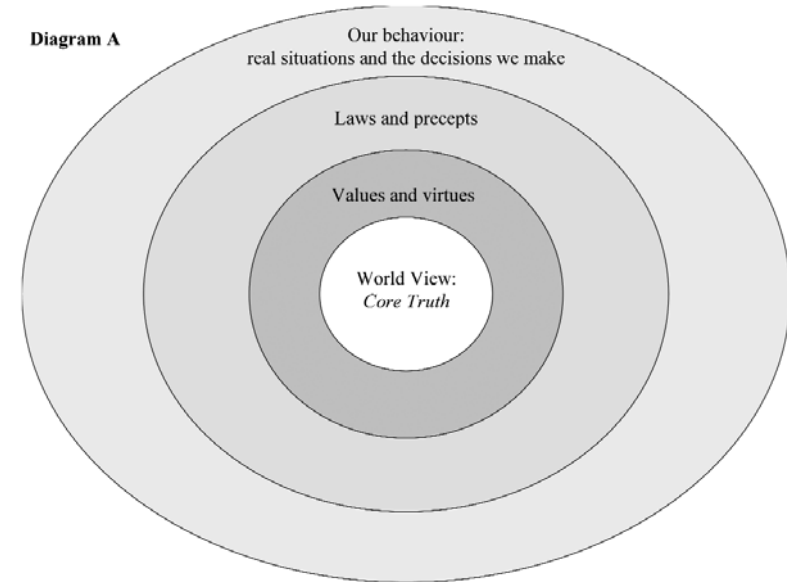 Diagram A
Our behaviour:
real situations and the decisions we make
Laws and precepts
Values and virtues
World View:
Core Truth